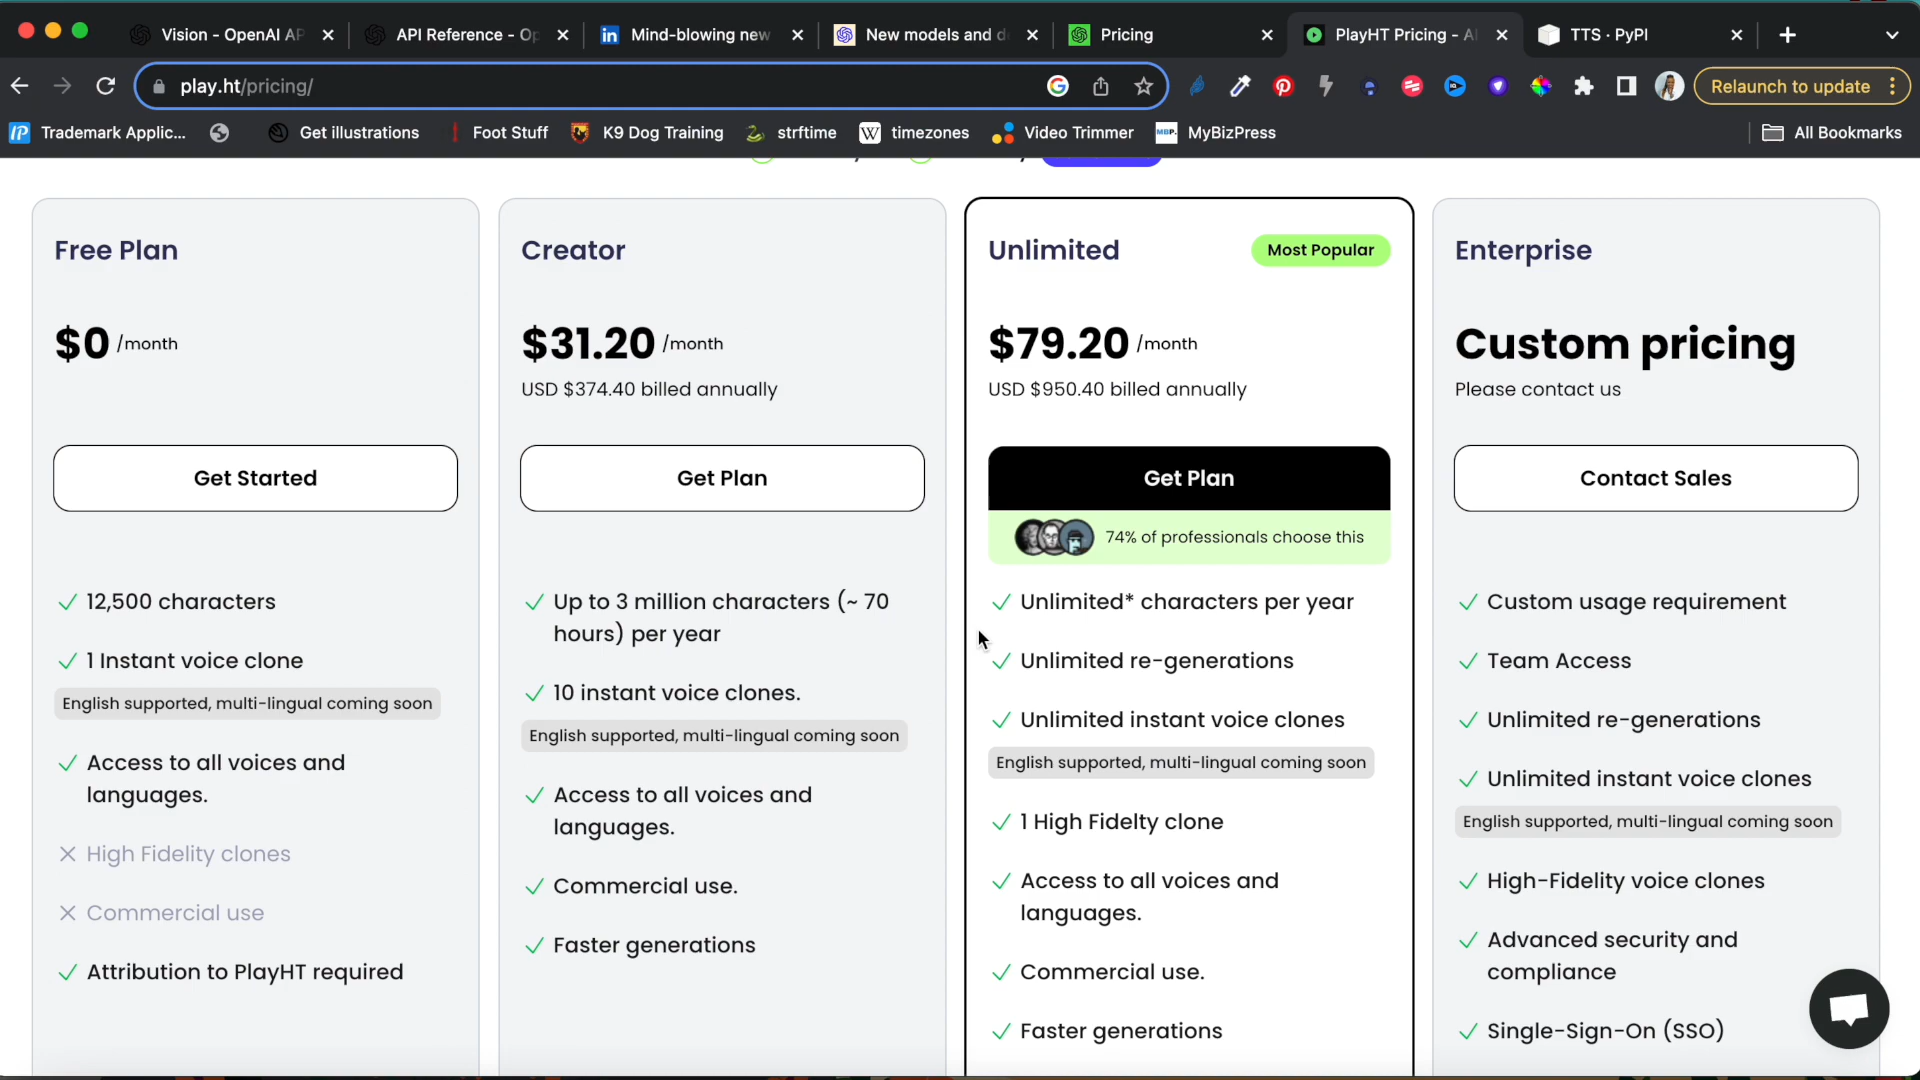 Vision - OpenAI AP
API Reference - Op
Mind-blowing new
New models and d
Pricing
PlayHT Pricing - AI
TTS · PyPI
play.ht/pricing/
Relaunch to update
Trademark Applic...
Get illustrations
Foot Stuff
K9 Dog Training
strftime
timezones
Video Trimmer
MBP.
MyBizPress
All Bookmarks
Free Plan
$0 /month
Get Started
12,500 characters
1 Instant voice clone
English supported, multi-lingual coming soon
Access to all voices and
languages.
High Fidelity clones
Commercial use
Attribution to PlayHT required
Creator
$31.20 /month
USD $374.40 billed annually
Get Plan
Up to 3 million characters (~ 70
hours) per year
10 instant voice clones.
English supported, multi-lingual coming soon
Access to all voices and
languages.
Commercial use.
Faster generations
Unlimited
Most Popular
$79.20 /month
USD $950.40 billed annually
Get Plan
74% of professionals choose this
Unlimited* characters per year
Unlimited re-generations
Unlimited instant voice clones
English supported, multi-lingual coming soon
1 High Fidelty clone
Access to all voices and
languages.
Commercial use.
Faster generations
Enterprise
Custom pricing
Please contact us
Contact Sales
Custom usage requirement
Team Access
Unlimited re-generations
Unlimited instant voice clones
English supported, multi-lingual coming soon
High-Fidelity voice clones
Advanced security and
compliance
Single-Sign-On (SSO)